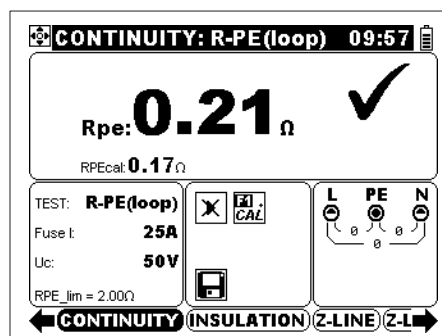 CONTINUITY: R-PE(loop) 09:57
Rpe: 0.21 Ω
RPEcal: 0.17Ω
TEST: R-PE(loop)
Fuse I: 25A
Uc: 50V
RPE_lim = 2.00Ω
F1
CAL
L PE N
0 0
0
CONTINUITY INSULATION Z-LINE Z-L